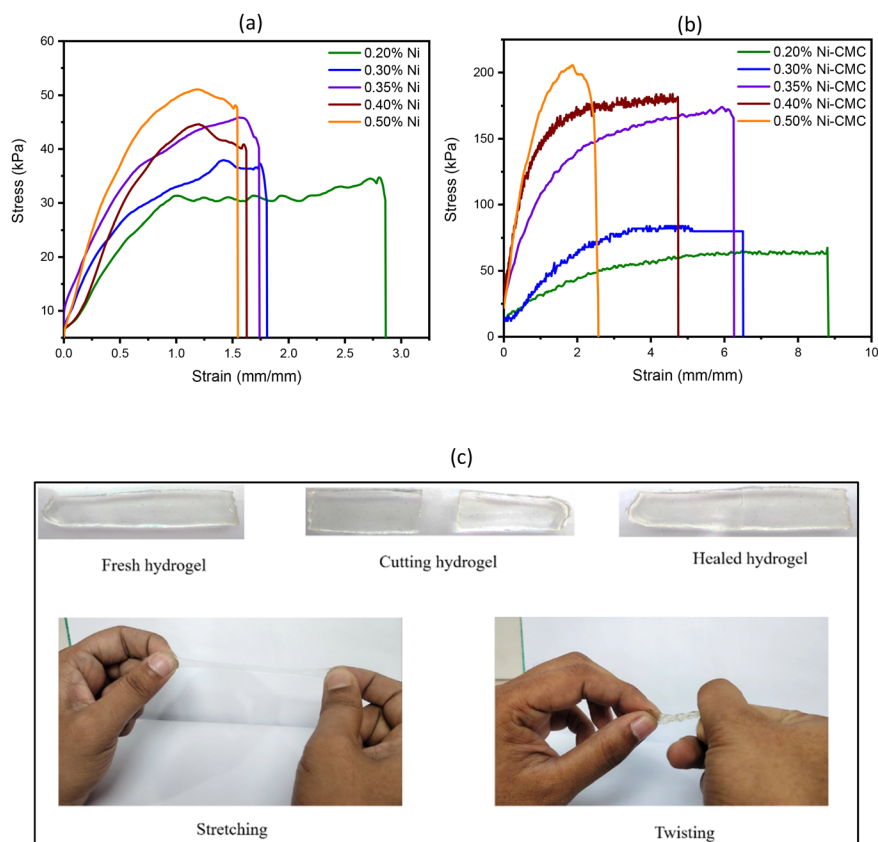 (a)
60
50
40
30
20
10
0.0 0.5 1.0 1.5 2.0 2.5 3.0
Stress (kPa)
Strain (mm/mm)
0.20% Ni
0.30% Ni
0.35% Ni
0.40% Ni
0.50% Ni
(b)
200
175
150
125
100
75
50
25
0
0 2 4 6 8 10
Stress (kPa)
Strain (mm/mm)
0.20% Ni-CMC
0.30% Ni-CMC
0.35% Ni-CMC
0.40% Ni-CMC
0.50% Ni-CMC
(c)
Fresh hydrogel
Cutting hydrogel
Healed hydrogel
Stretching
Twisting